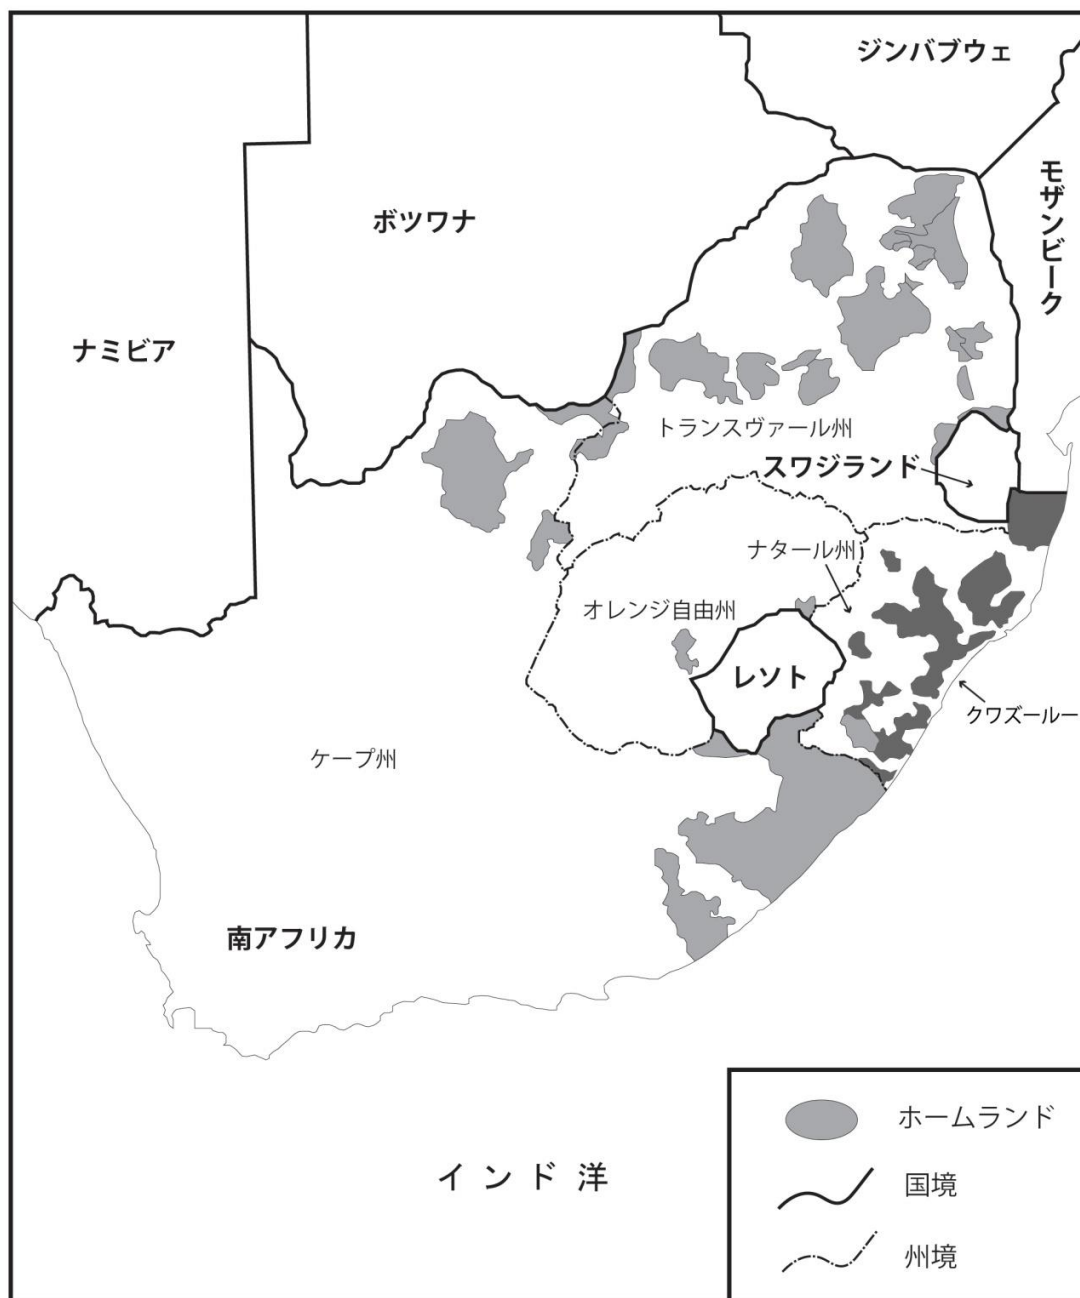 ジンバブウェ
モザンビーク
ボツワナ
ナミビア
トランスヴァール州
スワジランド
ナタール州
オレンジ自由州
レソト
クワズールー
ケープ州
南アフリカ
インド洋
ホームランド
国境
州境